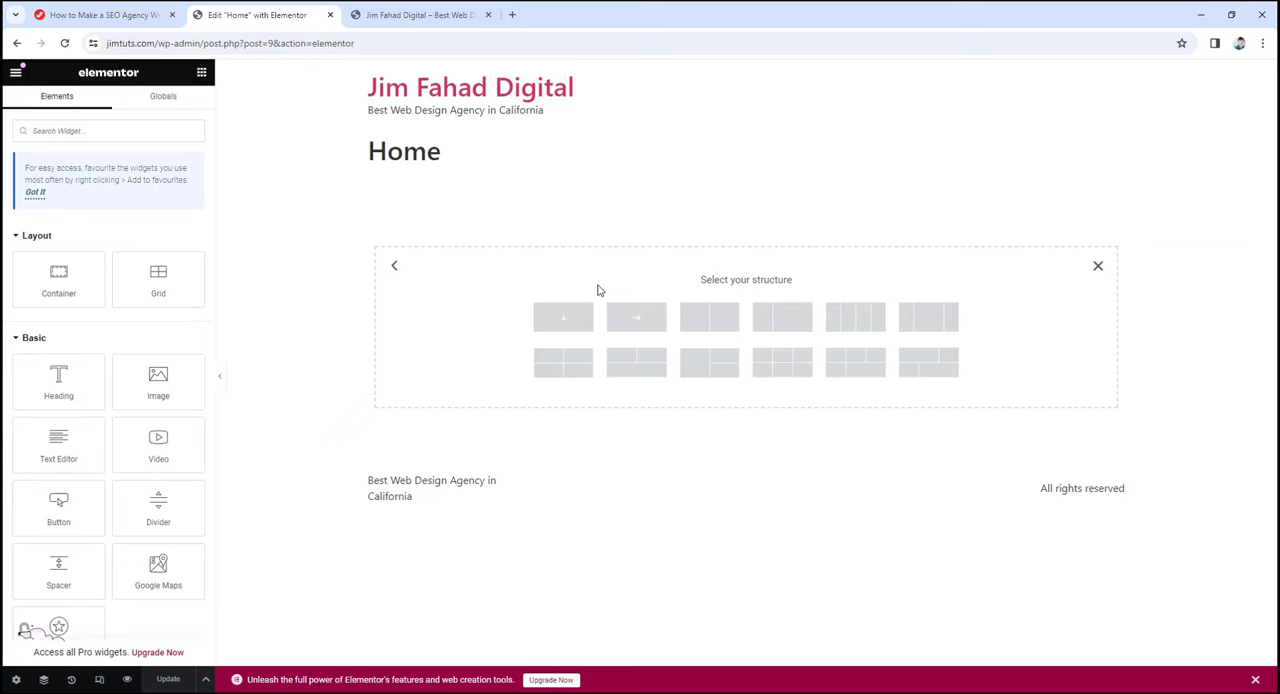 How to Make a SEO Agency W
Edit "Home" with Elementor
Jim Fahad Digital – Best Web D
jimtuts.com/wp-admin/post.php?post=9&action=elementor
elementor
Elements
Globals
Search Widget...
For easy access, favourite the widgets you use
most often by right clicking > Add to favourites.
Got It
Layout
Container
Grid
Basic
Heading
Image
Text Editor
Video
Button
Divider
Spacer
Google Maps
Access all Pro widgets. Upgrade Now
Update
Jim Fahad Digital
Best Web Design Agency in California
Home
Select your structure
Best Web Design Agency in
California
All rights reserved
Unleash the full power of Elementor's features and web creation tools.
Upgrade Now